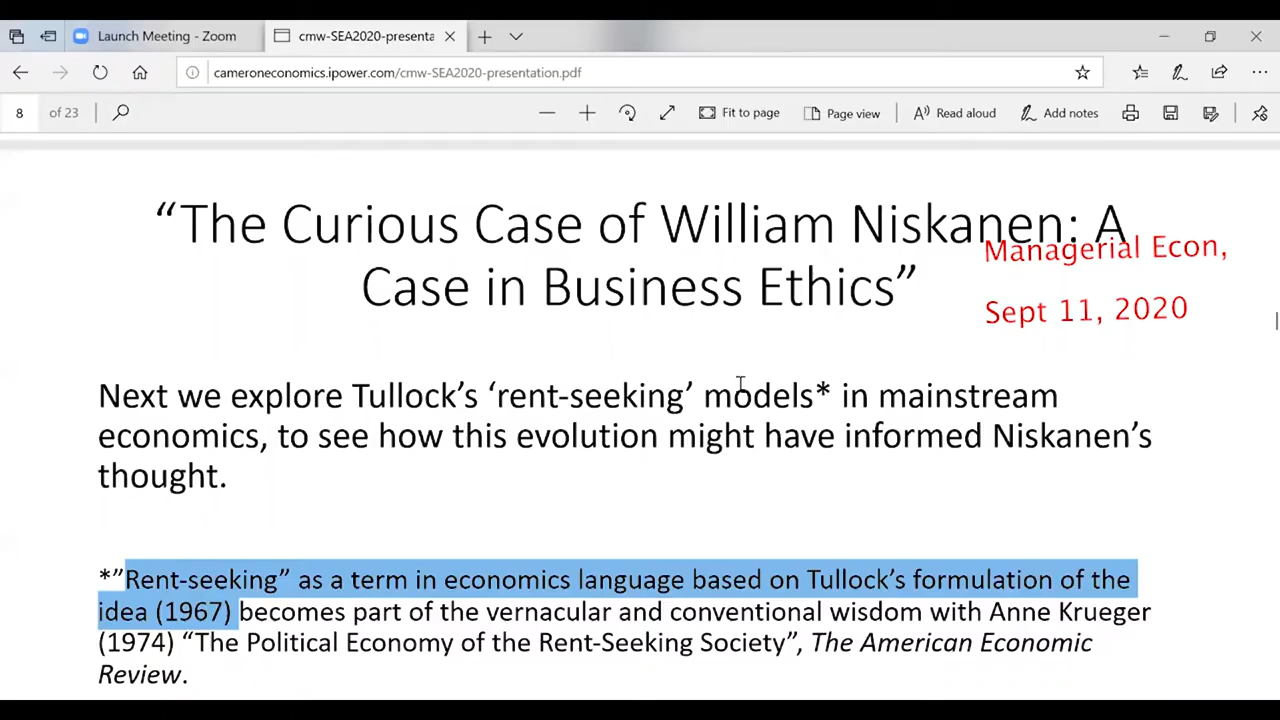 Launch Meeting - Zoom
cmw-SEA2020-presenta
cameroneconomics.ipower.com/cmw-SEA2020-presentation.pdf
8 of 23
Fit to page
Page view
Read aloud
Add notes
“The Curious Case of William Niskanen: A
Case in Business Ethics”
Managerial Econ,
Sept 11, 2020
Next we explore Tullock’s ‘rent-seeking’ models* in mainstream
economics, to see how this evolution might have informed Niskanen’s
thought.
*”Rent-seeking” as a term in economics language based on Tullock’s formulation of the
idea (1967) becomes part of the vernacular and conventional wisdom with Anne Krueger
(1974) “The Political Economy of the Rent-Seeking Society”, The American Economic
Review.